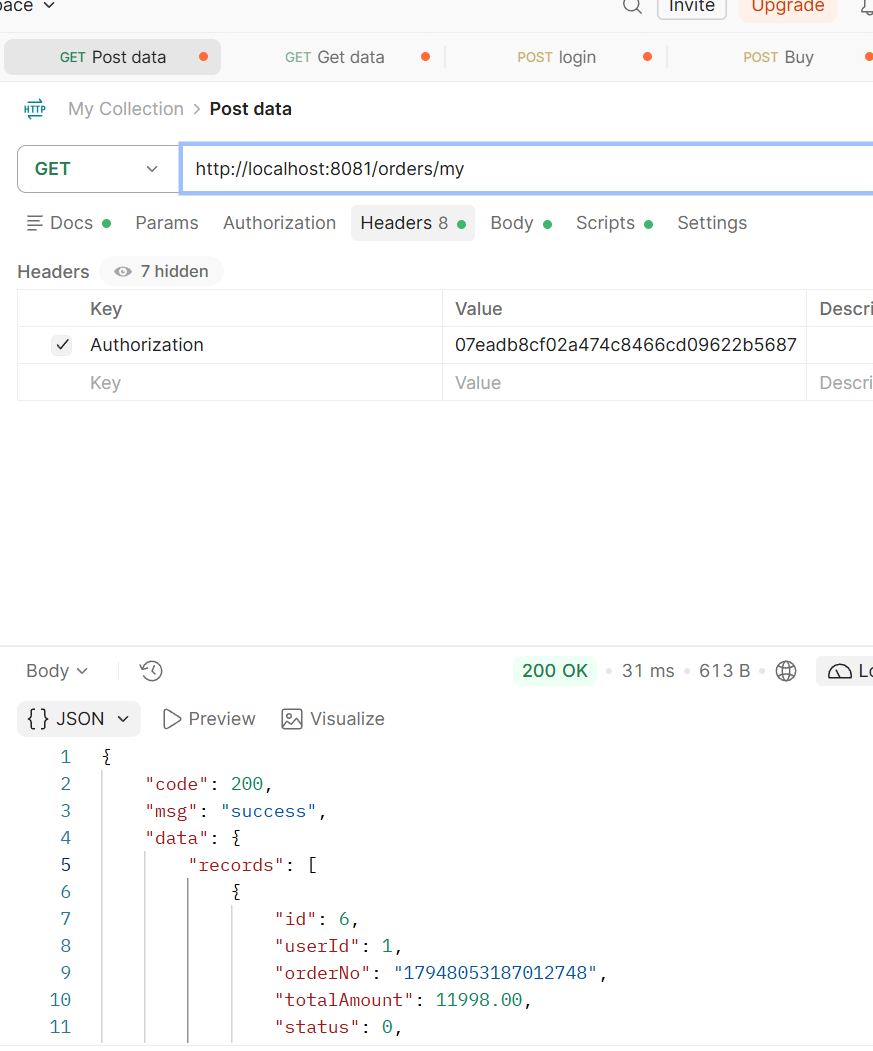 Invite Upgrade
GET Post data GET Get data POST login POST Buy
HTTP My Collection > Post data
GET http://localhost:8081/orders/my
Docs Params Authorization Headers 8 Body Scripts Settings
Headers 7 hidden
Key Value
Authorization 07eadb8cf02a474c8466cd09622b5687
Key Value
Body 200 OK • 31 ms • 613 B
{} JSON Preview Visualize
1 {
2 "code": 200,
3 "msg": "success",
4 "data": {
5 "records": [
6 {
7 "id": 6,
8 "userId": 1,
9 "orderNo": "17948053187012748",
10 "totalAmount": 11998.00,
11 "status": 0,